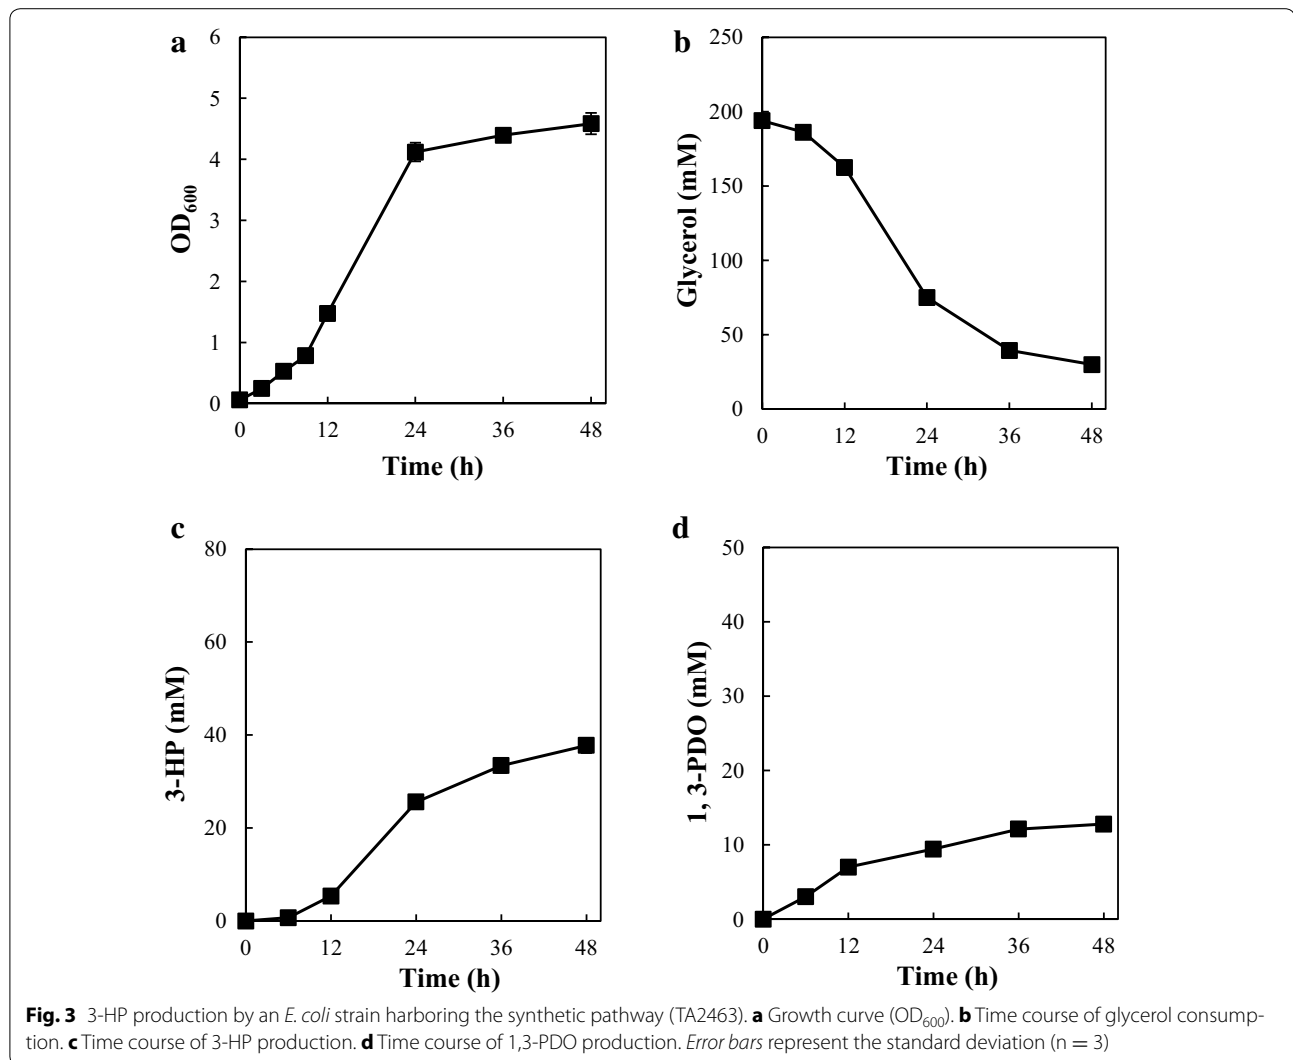 a
6
5
4
3
2
1
0
OD600
0 12 24 36 48
Time (h)
b
250
200
150
100
50
0
Glycerol (mM)
0 12 24 36 48
Time (h)
c
80
60
40
20
0
3-HP (mM)
0 12 24 36 48
Time (h)
d
50
40
30
20
10
0
1, 3-PDO (mM)
0 12 24 36 48
Time (h)
Fig. 3 3-HP production by an E. coli strain harboring the synthetic pathway (TA2463). a Growth curve (OD600). b Time course of glycerol consump-
tion. c Time course of 3-HP production. d Time course of 1,3-PDO production. Error bars represent the standard deviation (n = 3)